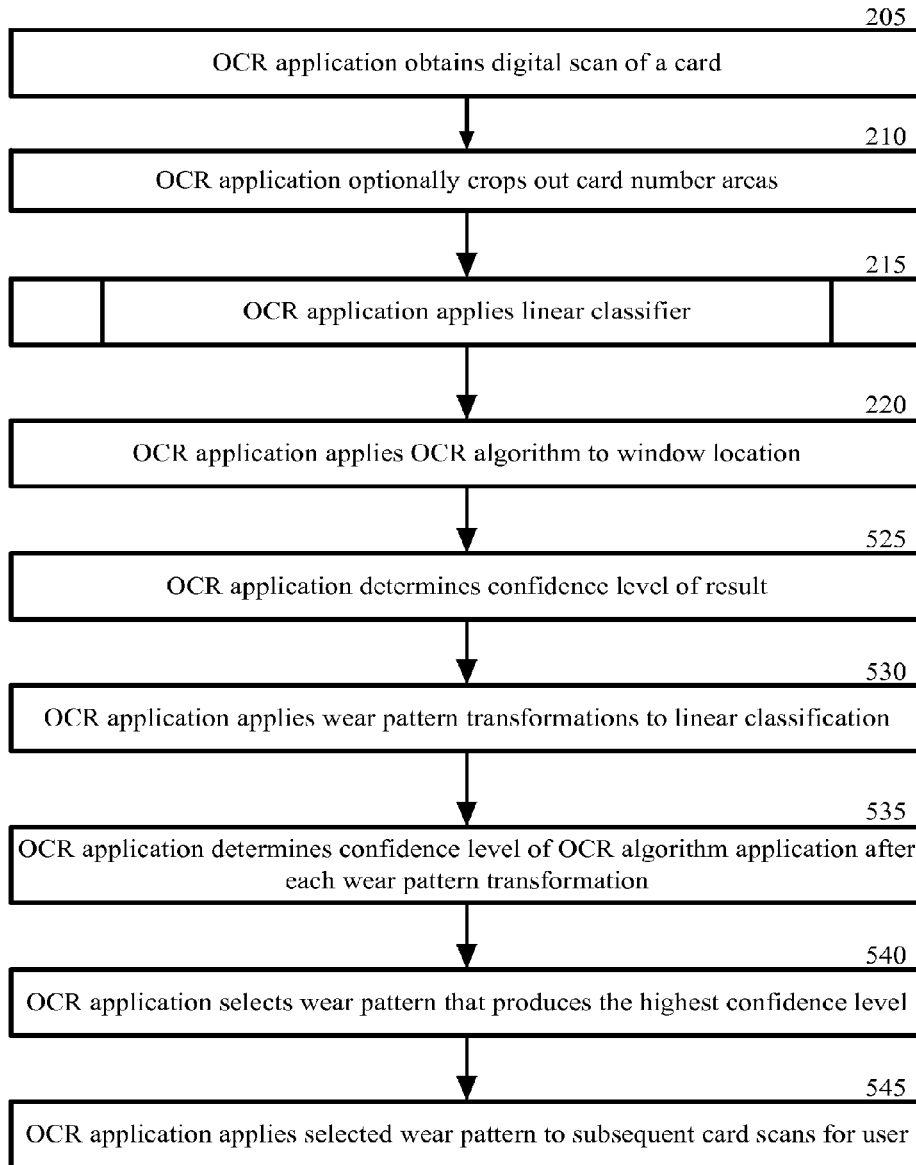 205
OCR application obtains digital scan of a card
210
OCR application optionally crops out card number areas
215
OCR application applies linear classifier
220
OCR application applies OCR algorithm to window location
525
OCR application determines confidence level of result
530
OCR application applies wear pattern transformations to linear classification
535
OCR application determines confidence level of OCR algorithm application after
each wear pattern transformation
540
OCR application selects wear pattern that produces the highest confidence level
545
OCR application applies selected wear pattern to subsequent card scans for user